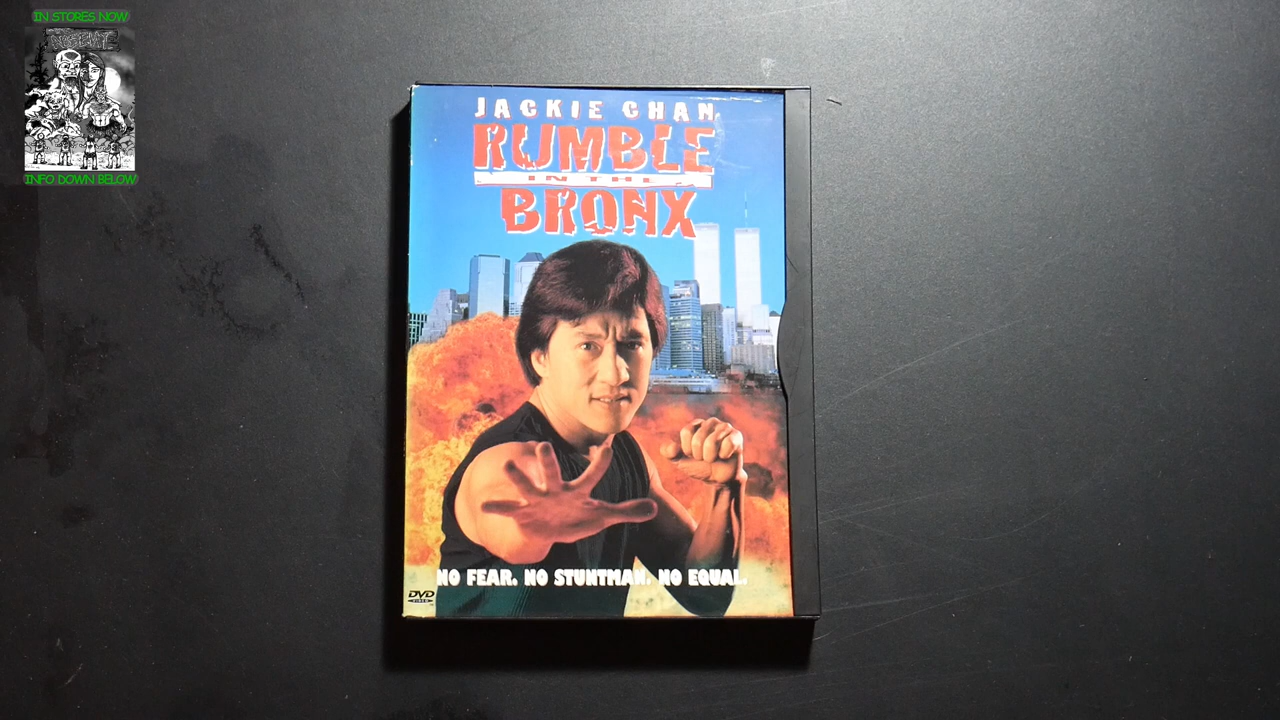 IN STORES NOW
INFO DOWN BELOW
JACKIE CHAN
RUMBLE
IN THE
BRONX
NO FEAR. NO STUNTMAN. NO EQUAL.
DVD
VIDEO